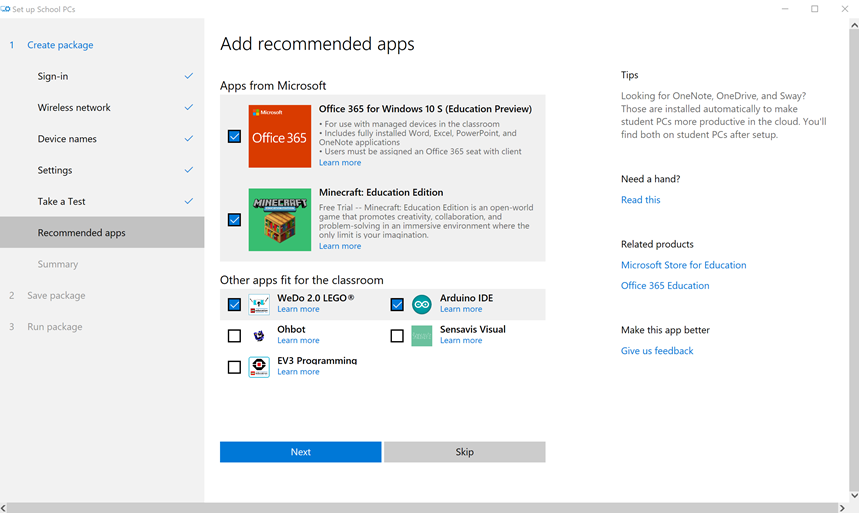 Set up School PCs
1 Create package
Sign-in
Wireless network
Device names
Settings
Take a Test
Recommended apps
Summary
2 Save package
3 Run package
Add recommended apps
Apps from Microsoft
Microsoft
Office 365
Office 365 for Windows 10 S (Education Preview)
• For use with managed devices in the classroom
• Includes fully installed Word, Excel, PowerPoint, and
OneNote applications
• Users must be assigned an Office 365 seat with client
Learn more
MINECRAFT
Minecraft: Education Edition
Free Trial -- Minecraft: Education Edition is an open-world
game that promotes creativity, collaboration, and
problem-solving in an immersive environment where the
only limit is your imagination.
Learn more
Other apps fit for the classroom
WeDo 2.0 LEGO®
Learn more
Arduino IDE
Learn more
Ohbot
Learn more
Sensavis Visual
Learn more
EV3 Programming
Learn more
Next
Skip
Tips
Looking for OneNote, OneDrive, and Sway?
Those are installed automatically to make
student PCs more productive in the cloud. You'll
find both on student PCs after setup.
Need a hand?
Read this
Related products
Microsoft Store for Education
Office 365 Education
Make this app better
Give us feedback